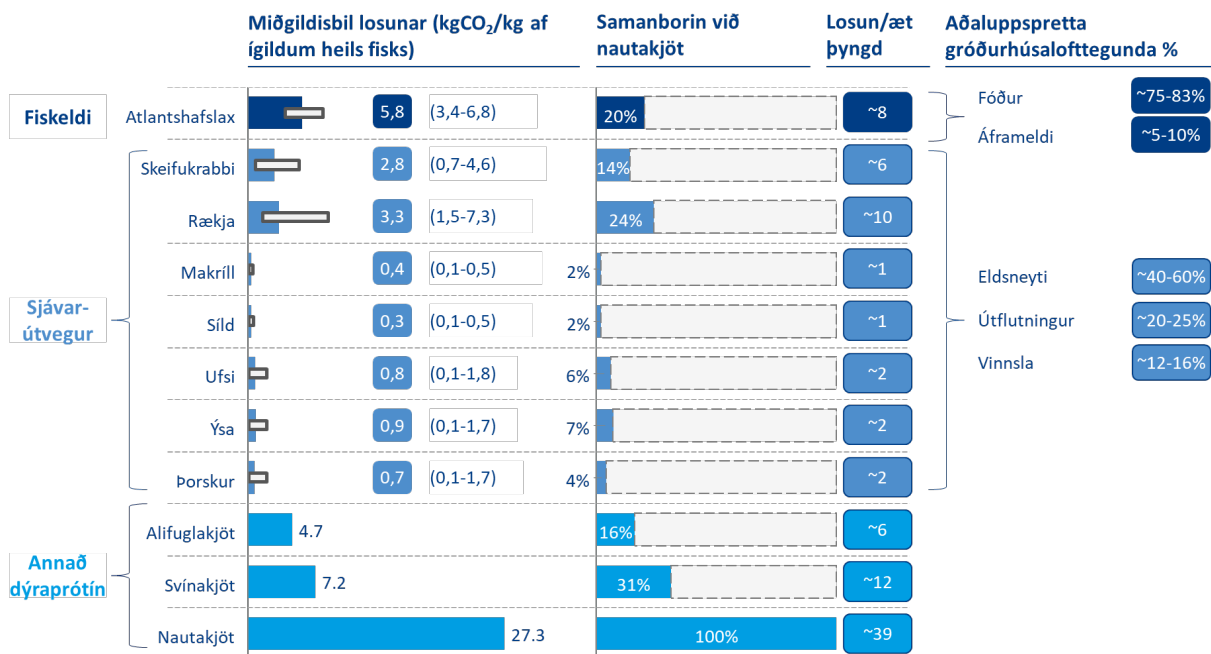 Miðgildisbil losunar (kgCO₂/kg af
ígildum heils fisks)
Samanborin við
nautakjöt
Losun/æt
þyngd
Aðaluppspretta
gróðurhúsalofttegunda %
Fiskeldi
Atlantshafslax
5,8
(3,4-6,8)
20%
~8
Fóður
~75-83%
Áframeldi
~5-10%
Sjávar-
útvegur
Skeifukrabbi
2,8
(0,7-4,6)
14%
~6
Rækja
3,3
(1,5-7,3)
24%
~10
Makríll
0,4
(0,1-0,5)
2%
~1
Síld
0,3
(0,1-0,5)
2%
~1
Ufsi
0,8
(0,1-1,8)
6%
~2
Ýsa
0,9
(0,1-1,7)
7%
~2
Þorskur
0,7
(0,1-1,7)
4%
~2
Eldsneyti
~40-60%
Útflutningur
~20-25%
Vinnsla
~12-16%
Annað
dýraprótín
Alifuglakjöt
4.7
16%
~6
Svínakjöt
7.2
31%
~12
Nautakjöt
27.3
100%
~39